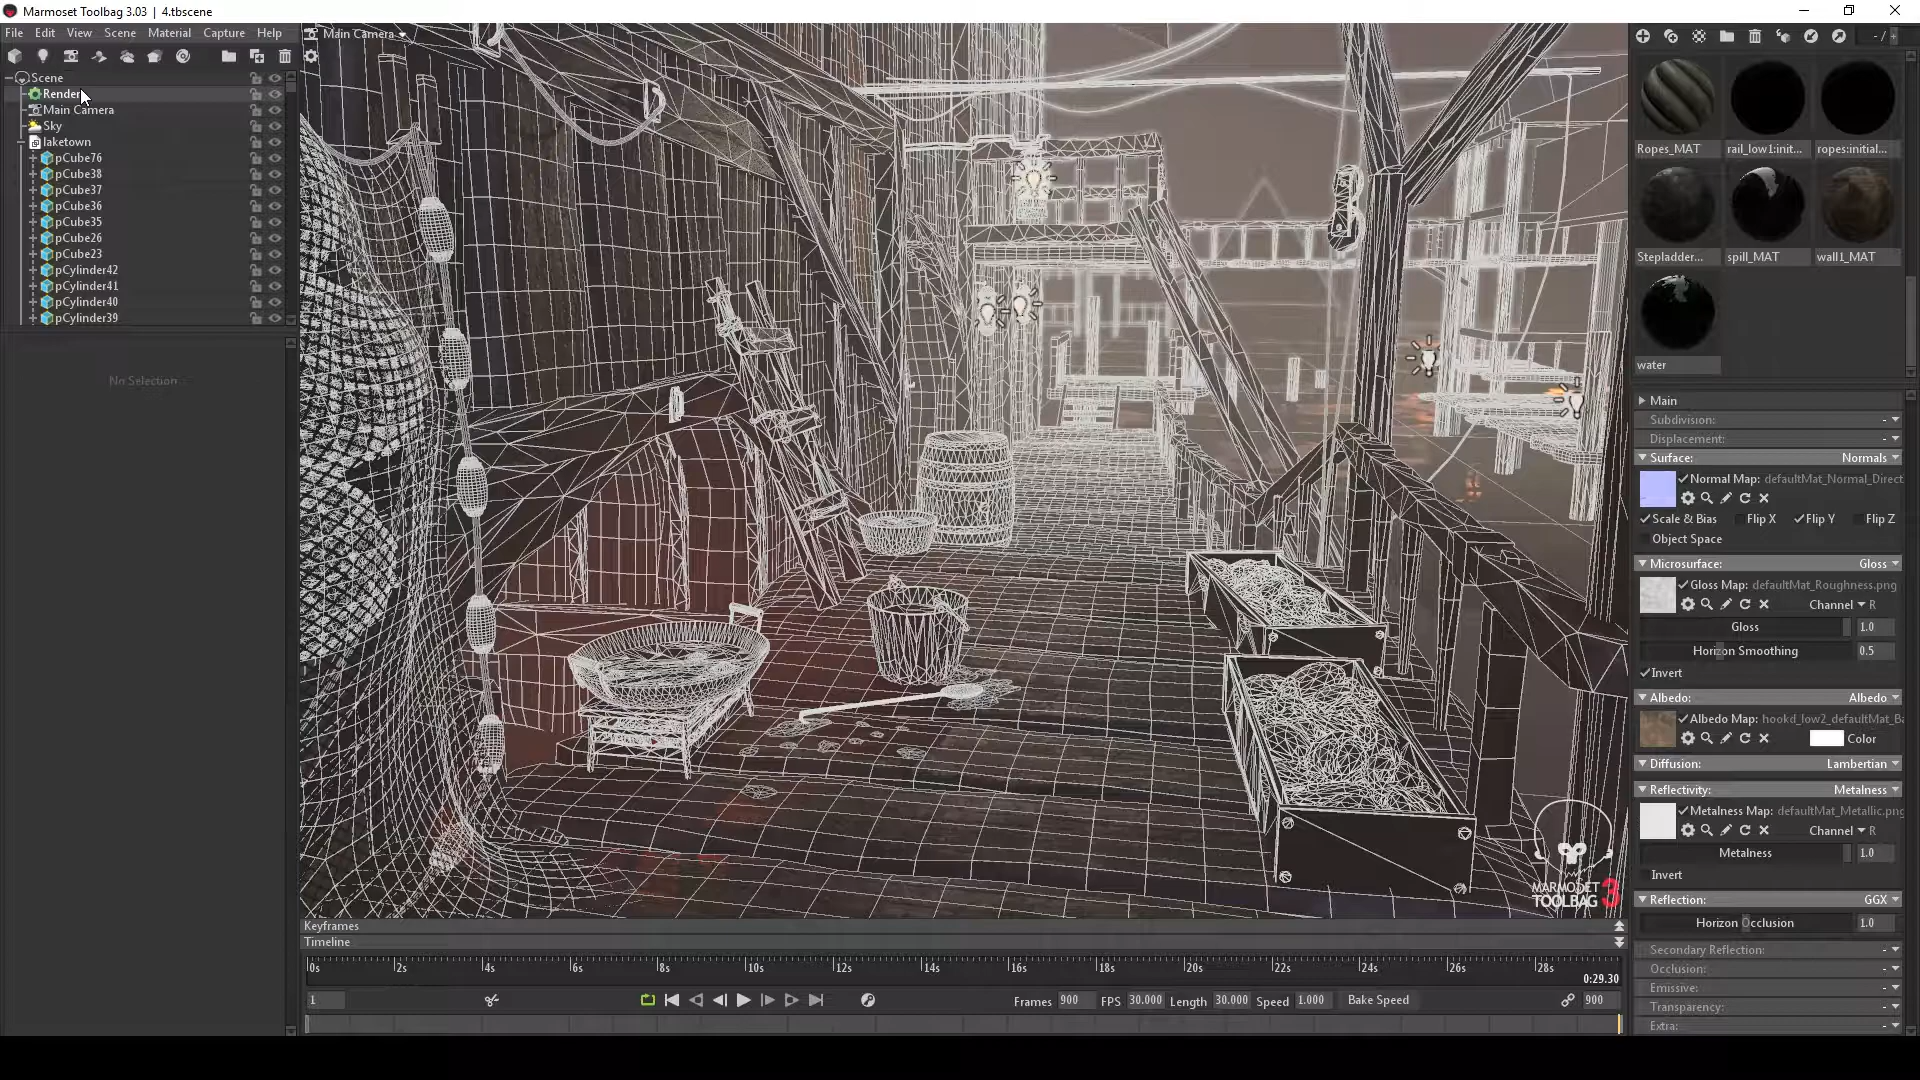 Marmoset Toolbag 3.03 | 4.tbscene
File Edit View Scene Material Capture Help
Main Camera
Scene
Render
Main Camera
Sky
laketown
pCube76
pCube38
pCube37
pCube36
pCube35
pCube26
pCube23
pCylinder42
pCylinder41
pCylinder40
pCylinder39
No Selection...
Ropes_MAT rail_low1:init... ropes:initial...
Stepladder... spill_MAT wall1_MAT
water
Main
Subdivision: -
Displacement: -
Surface: Normals
Normal Map: defaultMat_Normal_Direct
Scale & Bias Flip X Flip Y Flip Z
Object Space
Microsurface: Gloss
Gloss Map: defaultMat_Roughness.png
Channel R
Gloss 1.0
Horizon Smoothing 0.5
Invert
Albedo: Albedo
Albedo Map: hookd_low2_defaultMat_Ba
Color
Diffusion: Lambertian
Reflectivity: Metalness
Metalness Map: defaultMat_Metallic.png
Channel R
Metalness 1.0
Invert
Reflection: GGX
Horizon Occlusion 1.0
Secondary Reflection: -
Occlusion: -
Emissive: -
Transparency: -
Extra: -
MARMOSET
TOOLBAG 3
Keyframes
Timeline
0s 2s 4s 6s 8s 10s 12s 14s 16s 18s 20s 22s 24s 26s 28s
0:29.30
1 Frames 900 FPS 30.000 Length 30.000 Speed 1.000 Bake Speed 900